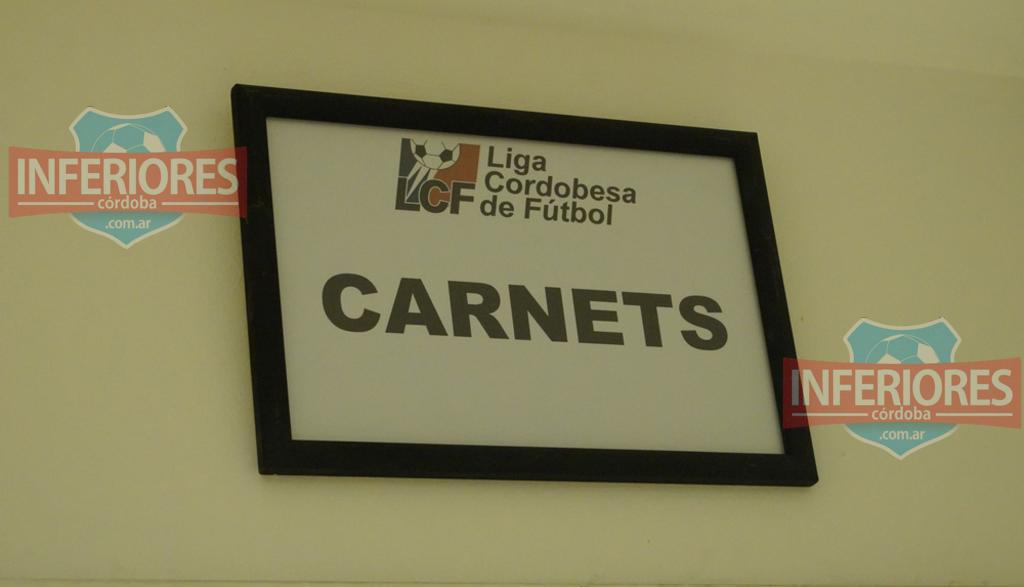 LCF
Liga
Cordobesa
de Fútbol
CARNETS
INFERIORES
córdoba
.com.ar
INFERIORES
córdoba
.com.ar